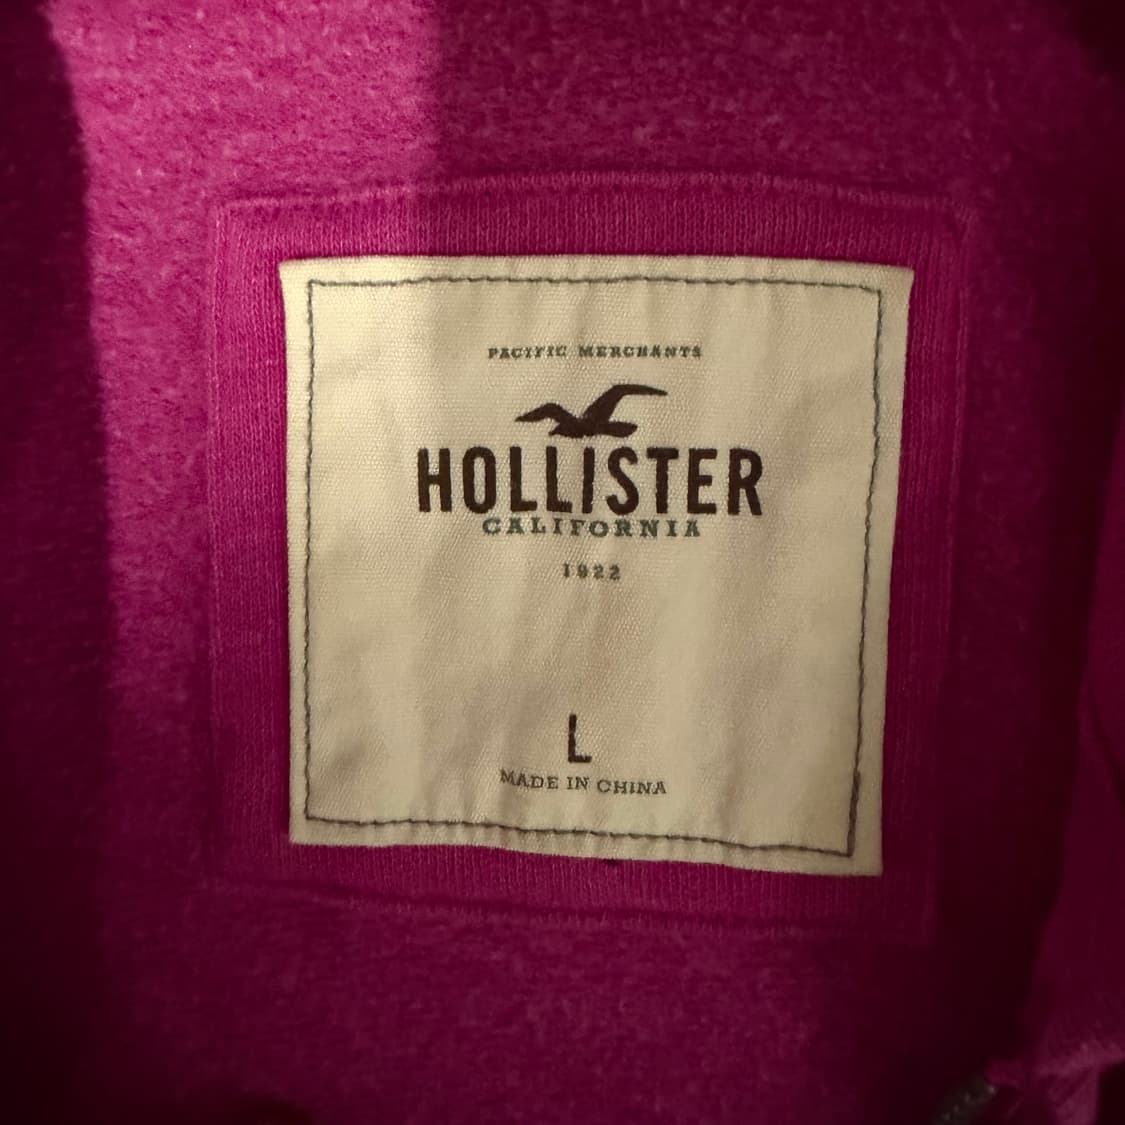 PACIFIC MERCHANTS
HOLLISTER
CALIFORNIA
1922
L
MADE IN CHINA